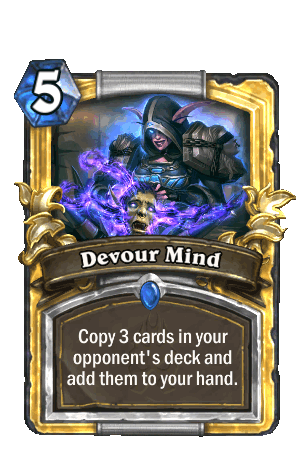 5
Devour Mind
Copy 3 cards in your
opponent's deck and
add them to your hand.